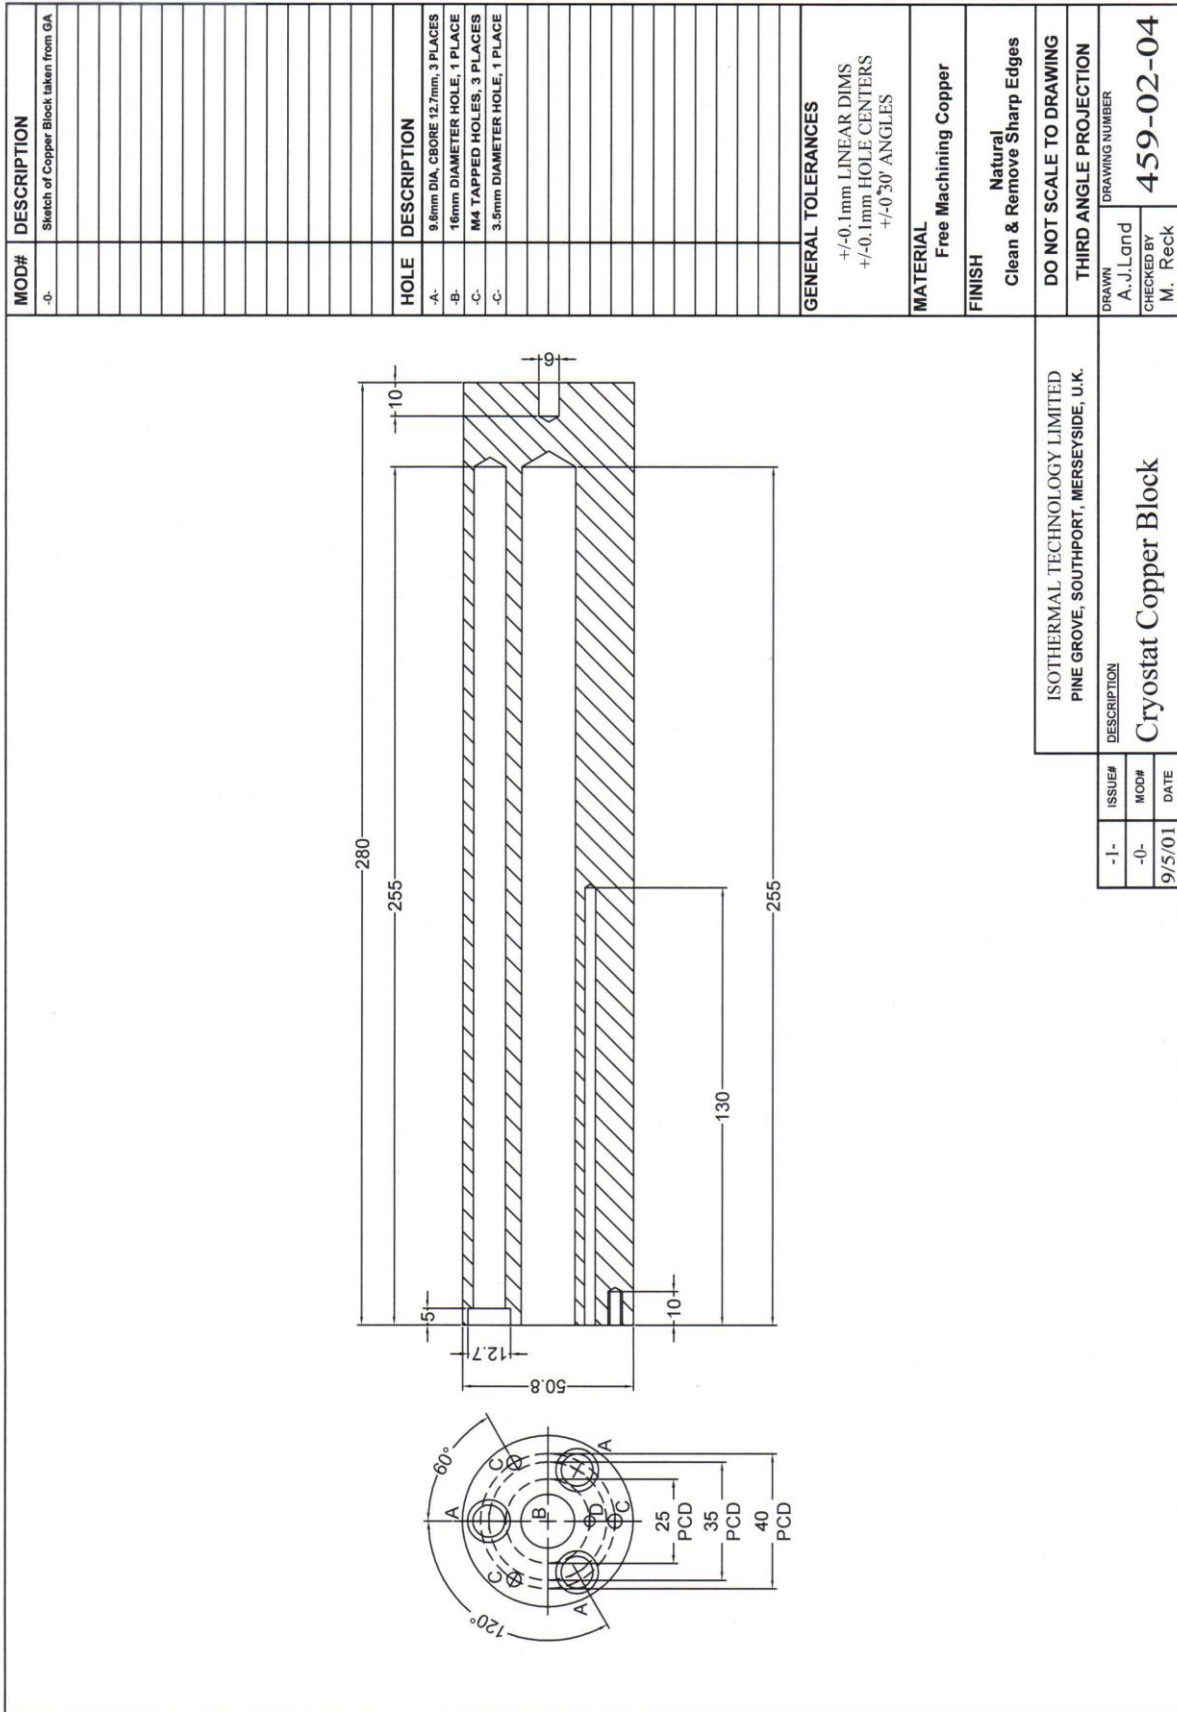 MOD# DESCRIPTION
-0- Sketch of Copper Block taken from GA
HOLE DESCRIPTION
-A- 9.6mm DIA, CBORE 12.7mm, 3 PLACES
-B- 16mm DIAMETER HOLE, 1 PLACE
-C- M4 TAPPED HOLES, 3 PLACES
-C- 3.5mm DIAMETER HOLE, 1 PLACE
GENERAL TOLERANCES
+/-0.1mm LINEAR DIMS
+/-0.1mm HOLE CENTERS
+/-0°30' ANGLES
MATERIAL
Free Machining Copper
FINISH
Natural
Clean & Remove Sharp Edges
DO NOT SCALE TO DRAWING
THIRD ANGLE PROJECTION
DRAWN
A.J.Land
CHECKED BY
M. Reck
DRAWING NUMBER
459-02-04
ISOTHERMAL TECHNOLOGY LIMITED
PINE GROVE, SOUTHPORT, MERSEYSIDE, U.K.
DESCRIPTION
Cryostat Copper Block
-1- ISSUE#
-0- MOD#
9/5/01 DATE
280
255
10
6
5
12.7
50.8
10
130
255
60°
120°
A
C
C
B
D
A
A
C
25
PCD
35
PCD
40
PCD